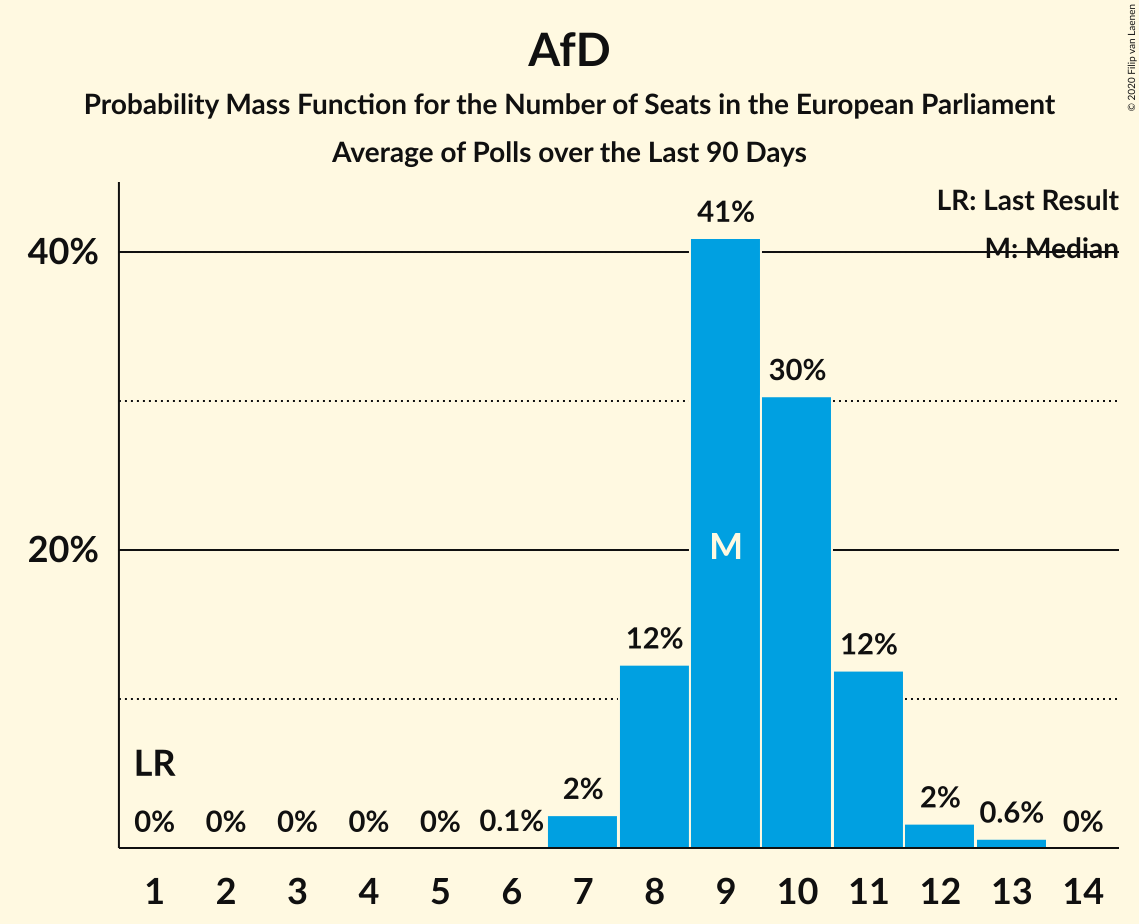 AfD
Probability Mass Function for the Number of Seats in the European Parliament
Average of Polls over the Last 90 Days
© 2020 Filip van Laenen
LR: Last Result
M: Median
40%
20%
41%
30%
12%
12%
2%
2%
0.6%
0%
0%
0%
0%
0%
0.1%
0%
LR
M
1 2 3 4 5 6 7 8 9 10 11 12 13 14